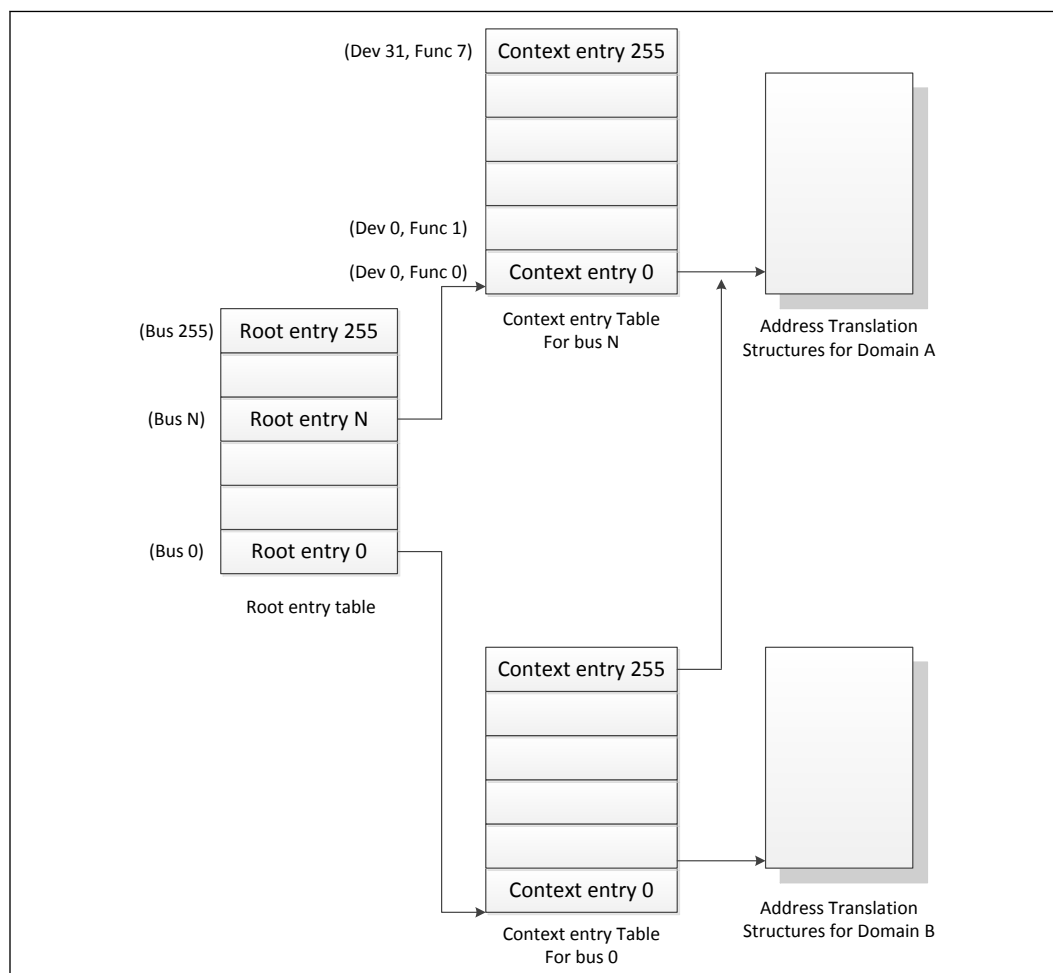 (Dev 31, Func 7)
Context entry 255
(Dev 0, Func 1)
(Dev 0, Func 0)
Context entry 0
Context entry Table
For bus N
Address Translation
Structures for Domain A
(Bus 255)
Root entry 255
(Bus N)
Root entry N
(Bus 0)
Root entry 0
Root entry table
Context entry 255
Context entry 0
Context entry Table
For bus 0
Address Translation
Structures for Domain B